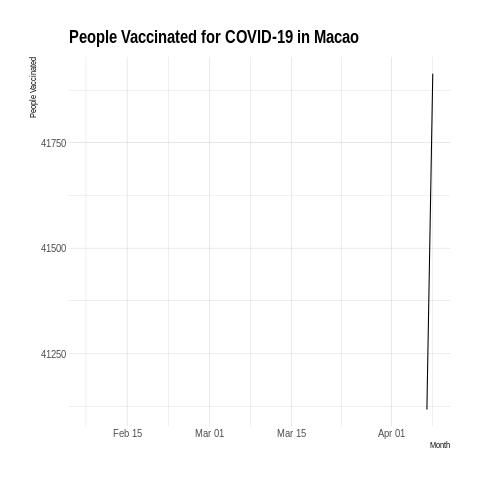 People Vaccinated for COVID-19 in Macao
People Vaccinated
41750
41500
41250
Feb 15
Mar 01
Mar 15
Apr 01
Month